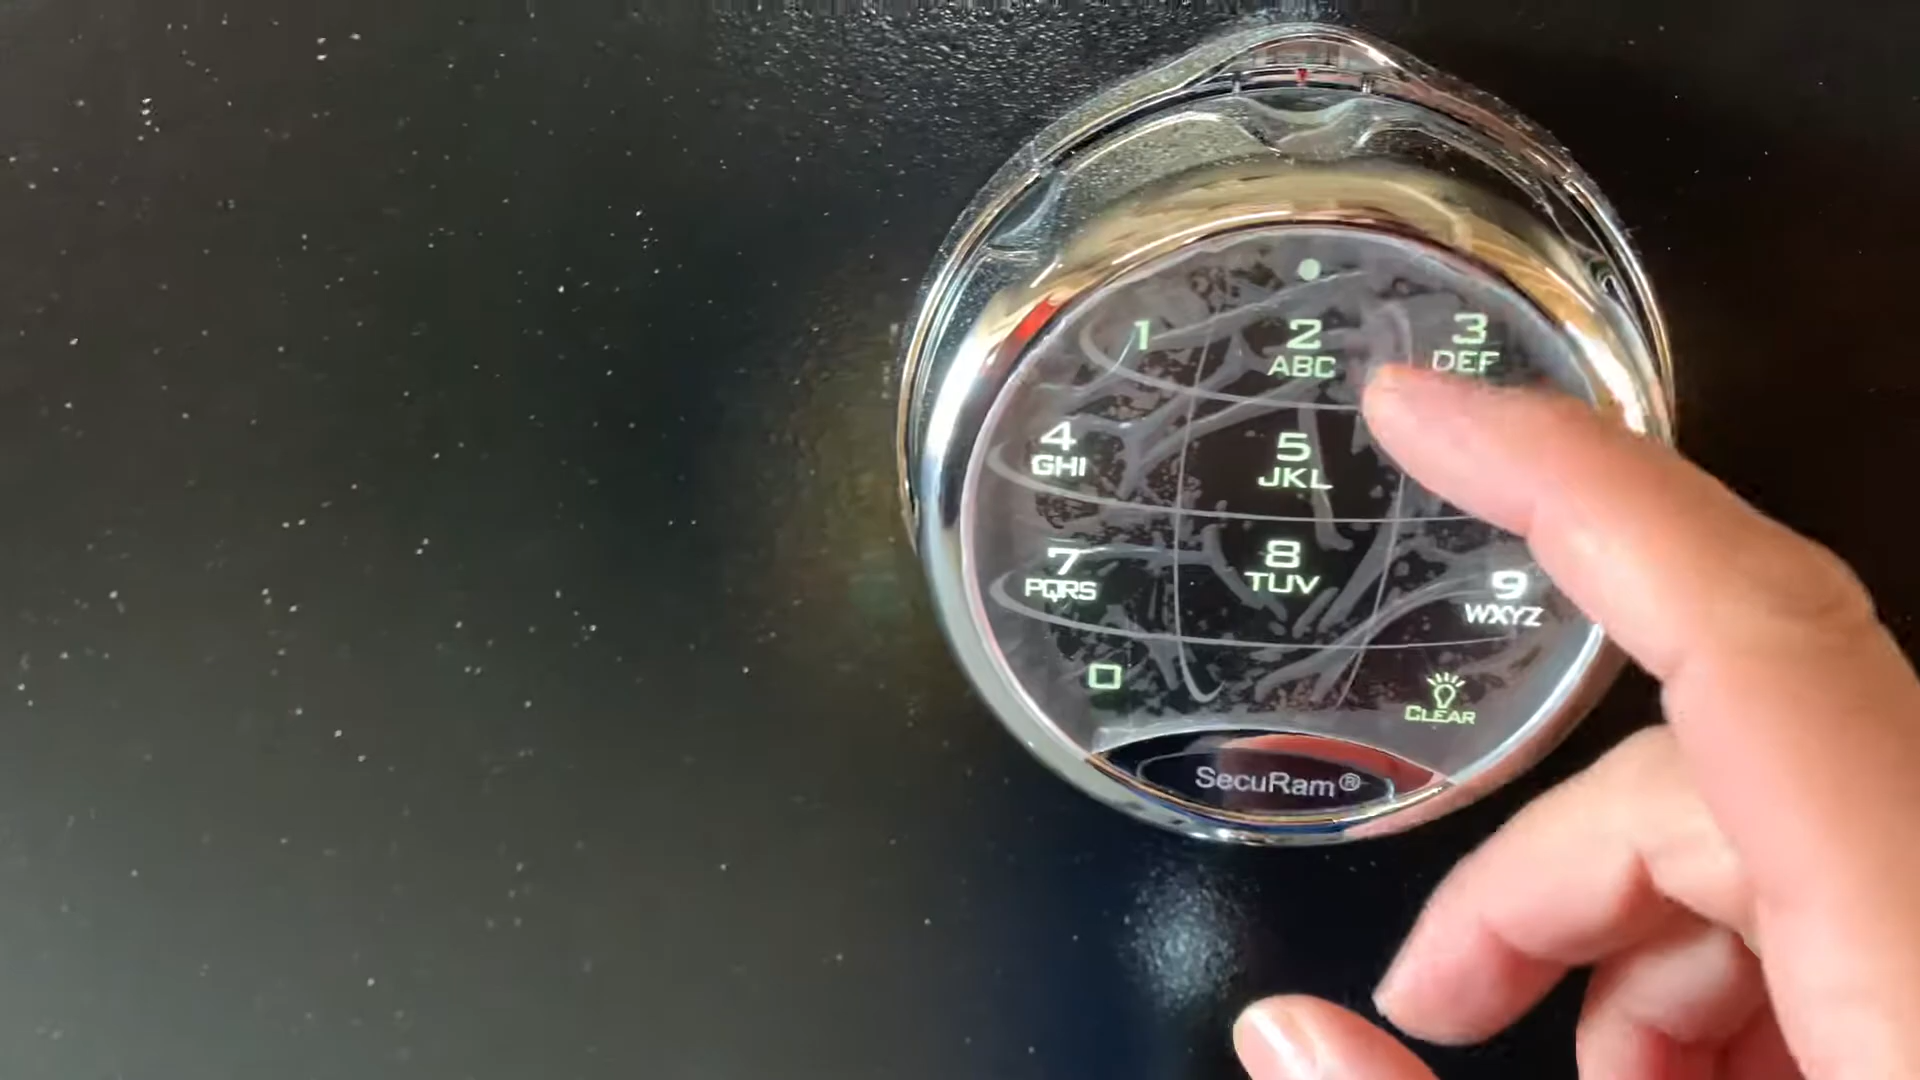 1
2
ABC
3
DEF
4
GHI
5
JKL
7
PQRS
8
TUV
9
WXYZ
0
CLEAR
SecuRam®